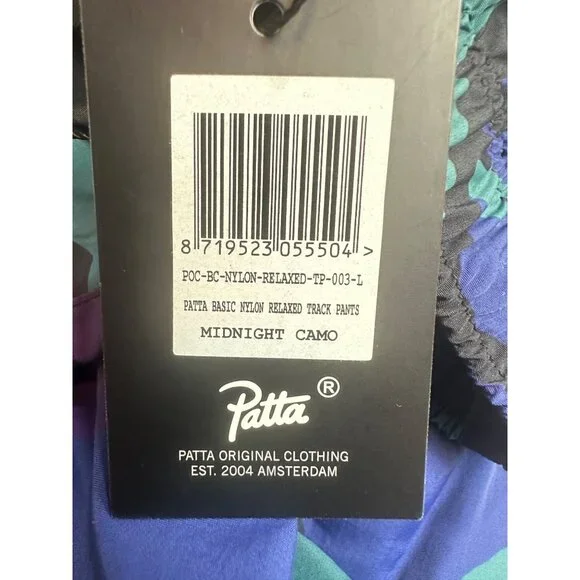 8 719523 055504 >
POC-BC-NYLON-RELAXED-TP-003-L
PATTA BASIC NYLON RELAXED TRACK PANTS
MIDNIGHT CAMO
Patta ®
PATTA ORIGINAL CLOTHING
EST. 2004 AMSTERDAM